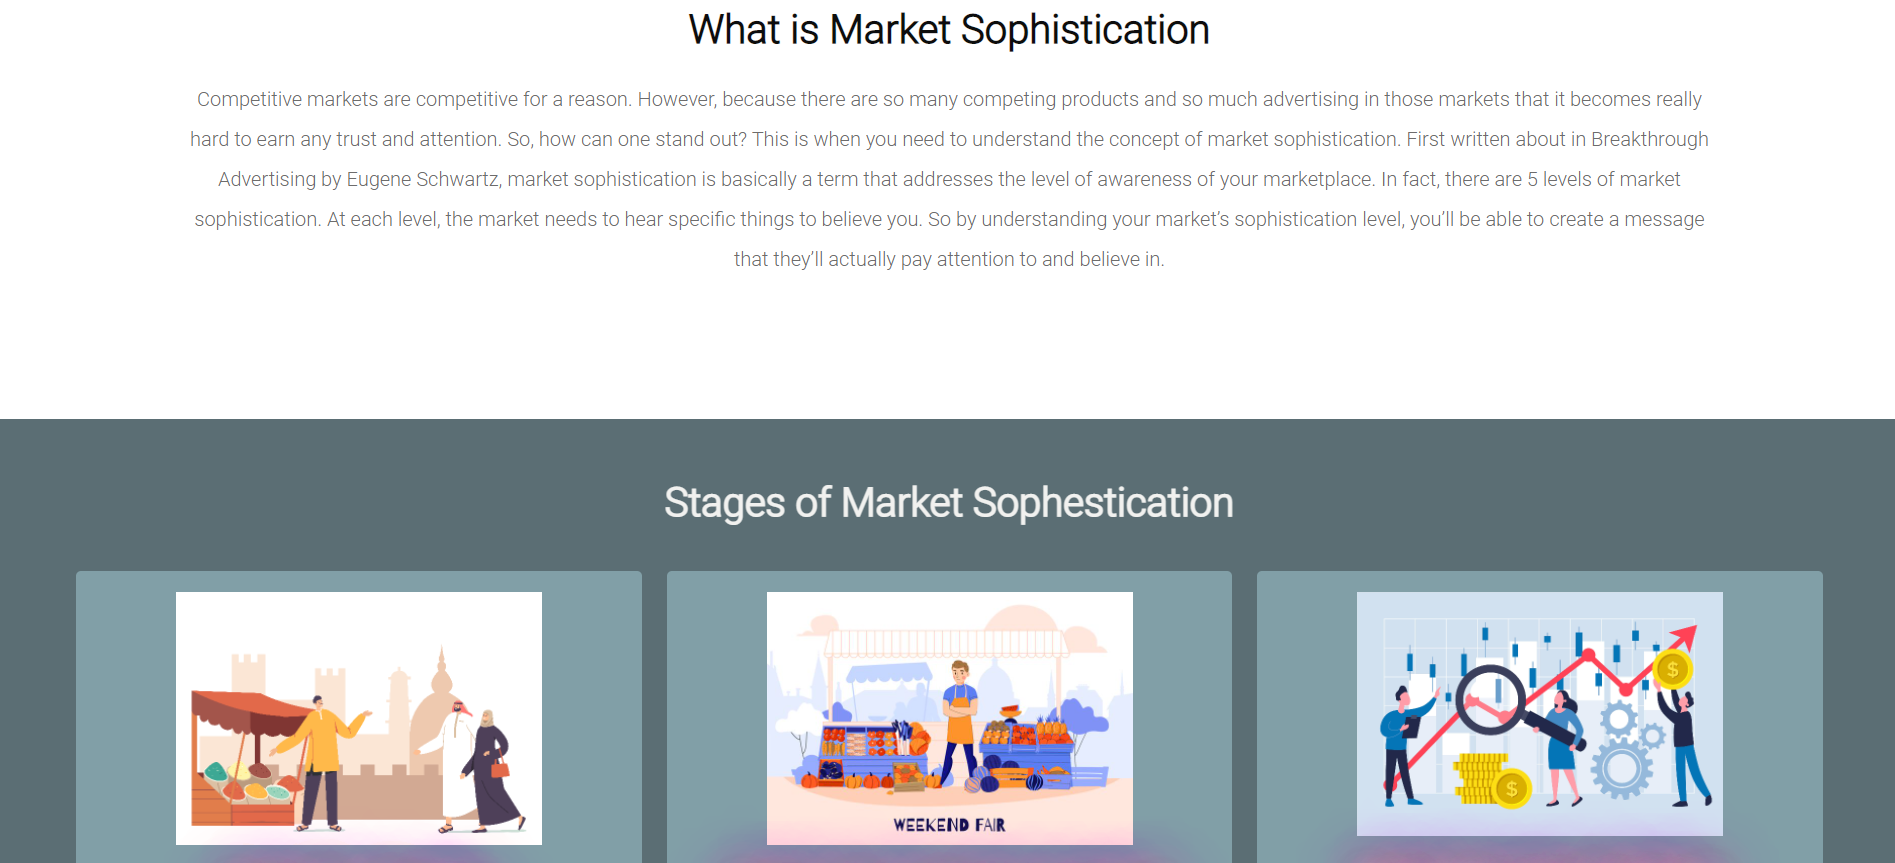 What is Market Sophistication
Competitive markets are competitive for a reason. However, because there are so many competing products and so much advertising in those markets that it becomes really
hard to earn any trust and attention. So, how can one stand out? This is when you need to understand the concept of market sophistication. First written about in Breakthrough
Advertising by Eugene Schwartz, market sophistication is basically a term that addresses the level of awareness of your marketplace. In fact, there are 5 levels of market
sophistication. At each level, the market needs to hear specific things to believe you. So by understanding your market’s sophistication level, you’ll be able to create a message
that they’ll actually pay attention to and believe in.
Stages of Market Sophestication
WEEKEND FAIR
$
$